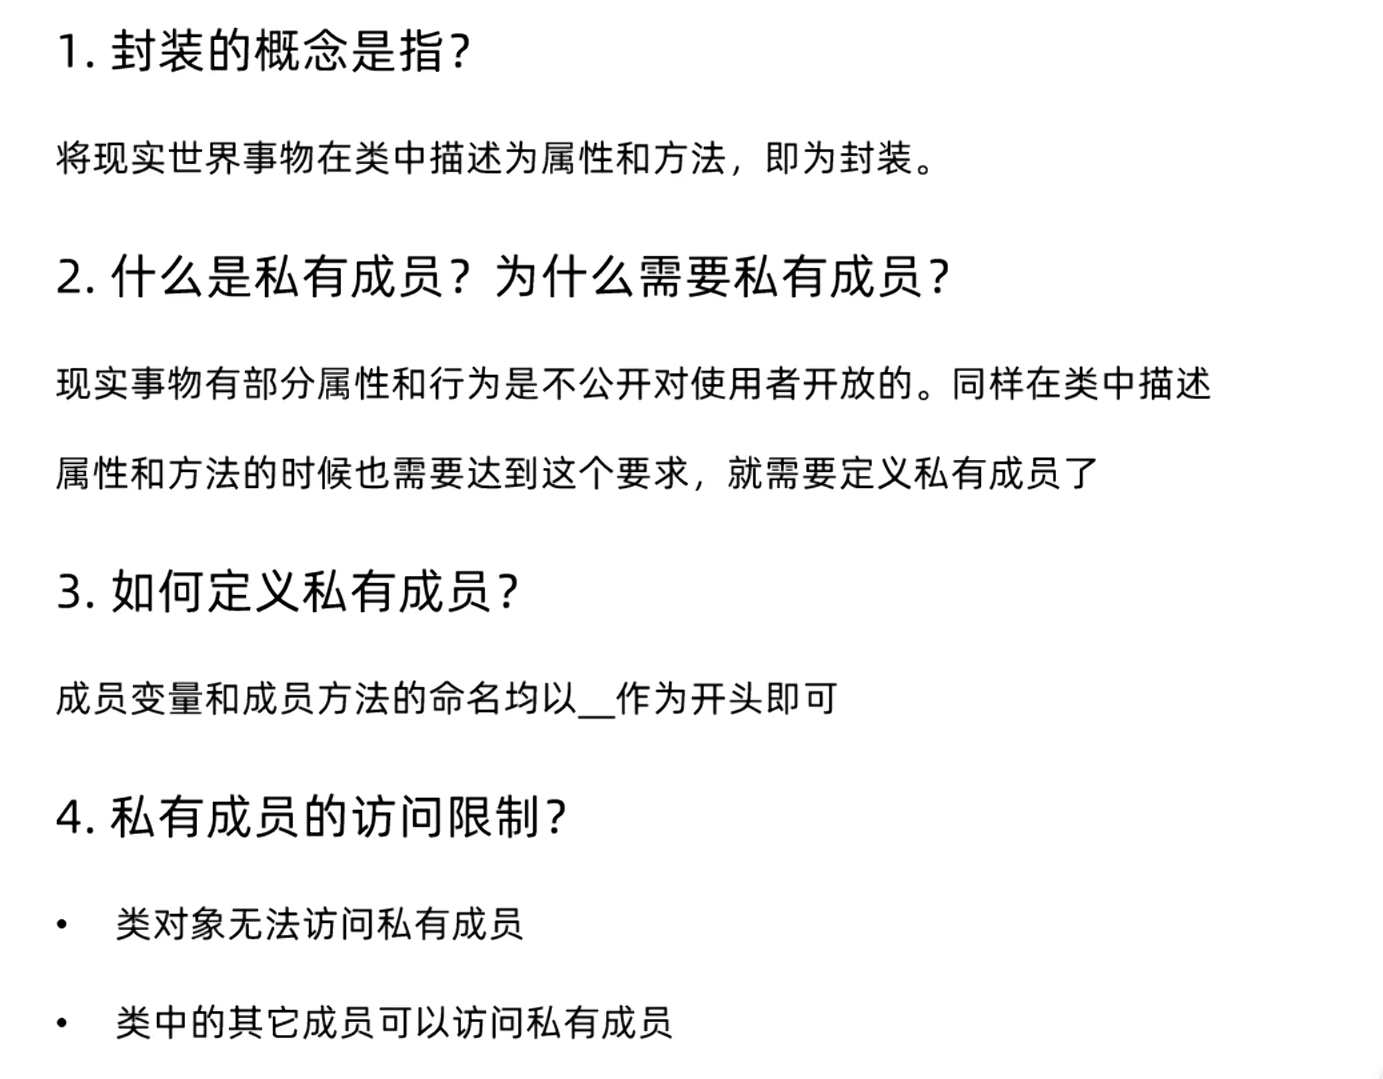 1. 封装的概念是指？
将现实世界事物在类中描述为属性和方法，即为封装。
2. 什么是私有成员？为什么需要私有成员？
现实事物有部分属性和行为是不公开对使用者开放的。同样在类中描述
属性和方法的时候也需要达到这个要求，就需要定义私有成员了
3. 如何定义私有成员？
成员变量和成员方法的命名均以__作为开头即可
4. 私有成员的访问限制？
• 类对象无法访问私有成员
• 类中的其它成员可以访问私有成员